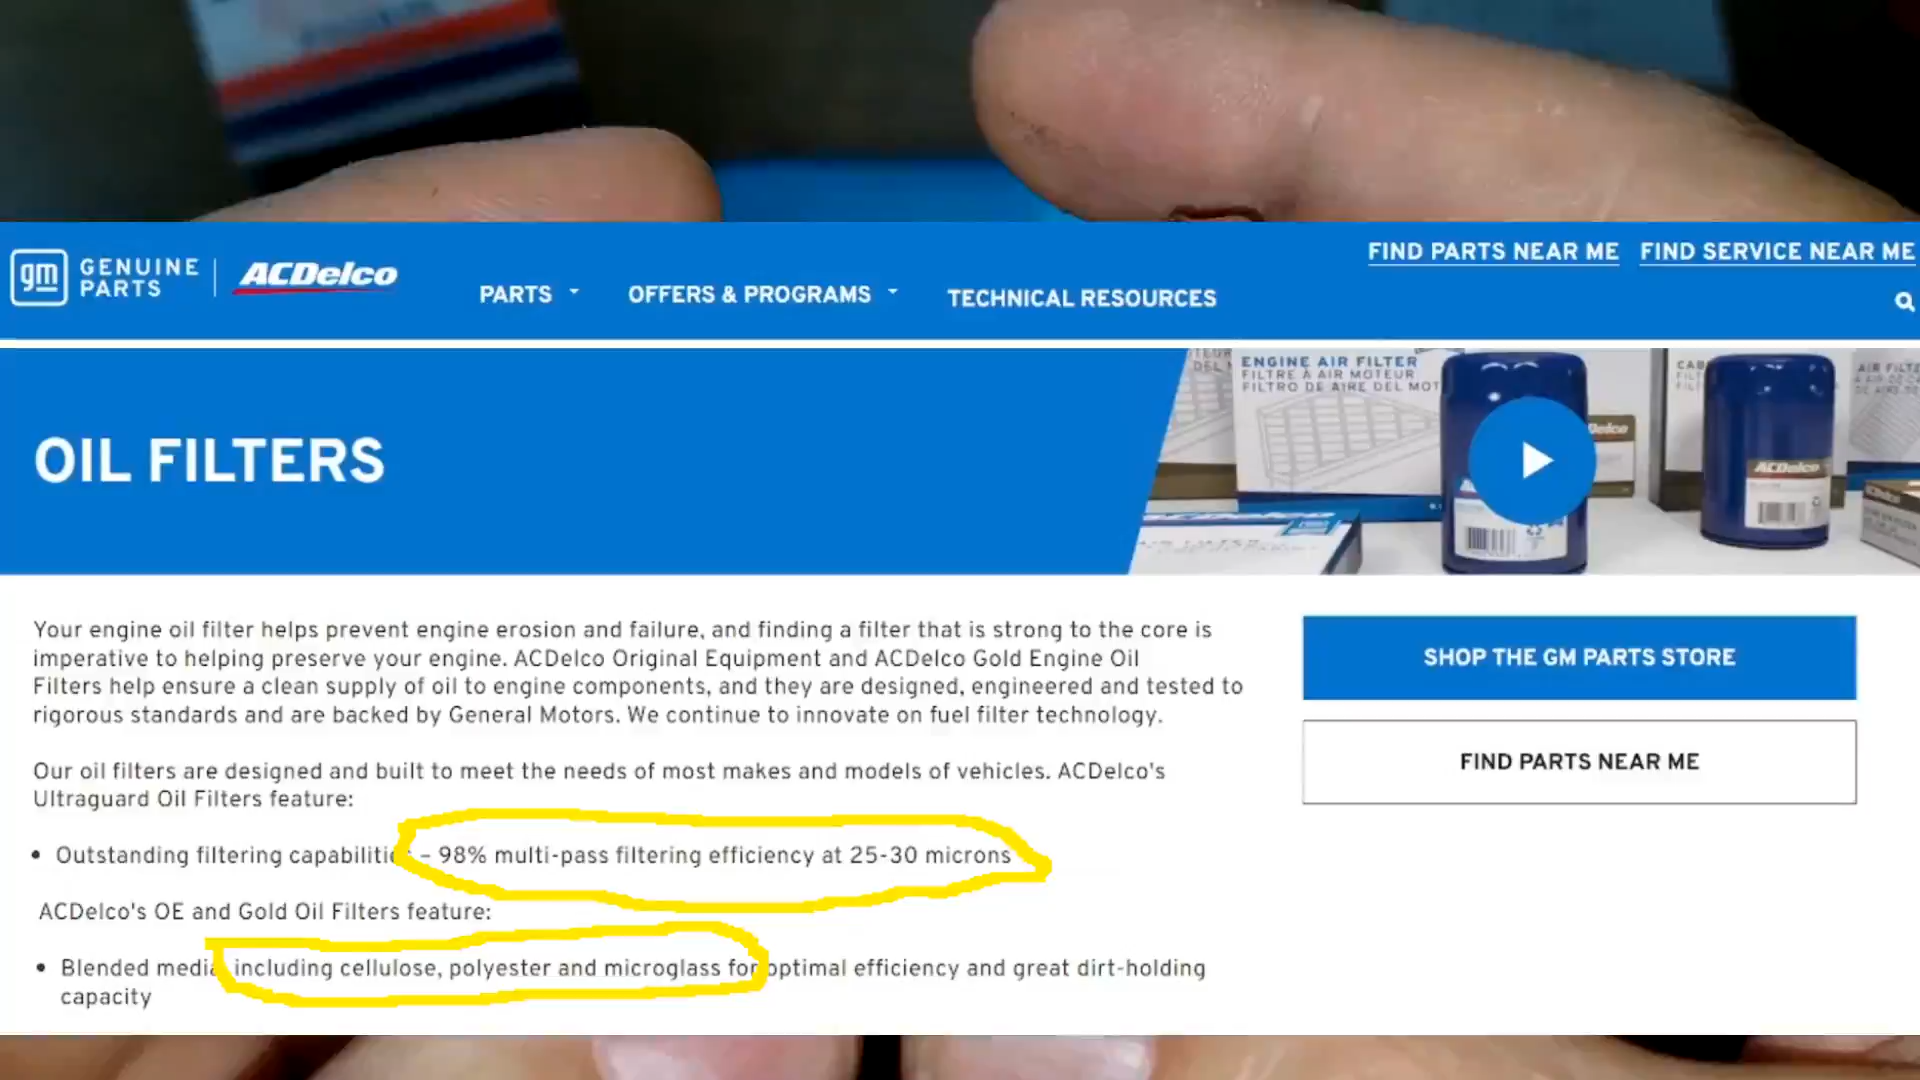 FIND PARTS NEAR ME FIND SERVICE NEAR ME
gm GENUINE PARTS ACDelco
PARTS OFFERS & PROGRAMS TECHNICAL RESOURCES
OIL FILTERS
ENGINE AIR FILTER
FILTRE À AIR MOTEUR
FILTRO DE AIRE DEL MOT
ACDelco
Your engine oil filter helps prevent engine erosion and failure, and finding a filter that is strong to the core is
imperative to helping preserve your engine. ACDelco Original Equipment and ACDelco Gold Engine Oil
Filters help ensure a clean supply of oil to engine components, and they are designed, engineered and tested to
rigorous standards and are backed by General Motors. We continue to innovate on fuel filter technology.
SHOP THE GM PARTS STORE
FIND PARTS NEAR ME
Our oil filters are designed and built to meet the needs of most makes and models of vehicles. ACDelco's
Ultraguard Oil Filters feature:
• Outstanding filtering capabilitie – 98% multi-pass filtering efficiency at 25-30 microns
ACDelco's OE and Gold Oil Filters feature:
• Blended media including cellulose, polyester and microglass for optimal efficiency and great dirt-holding
capacity